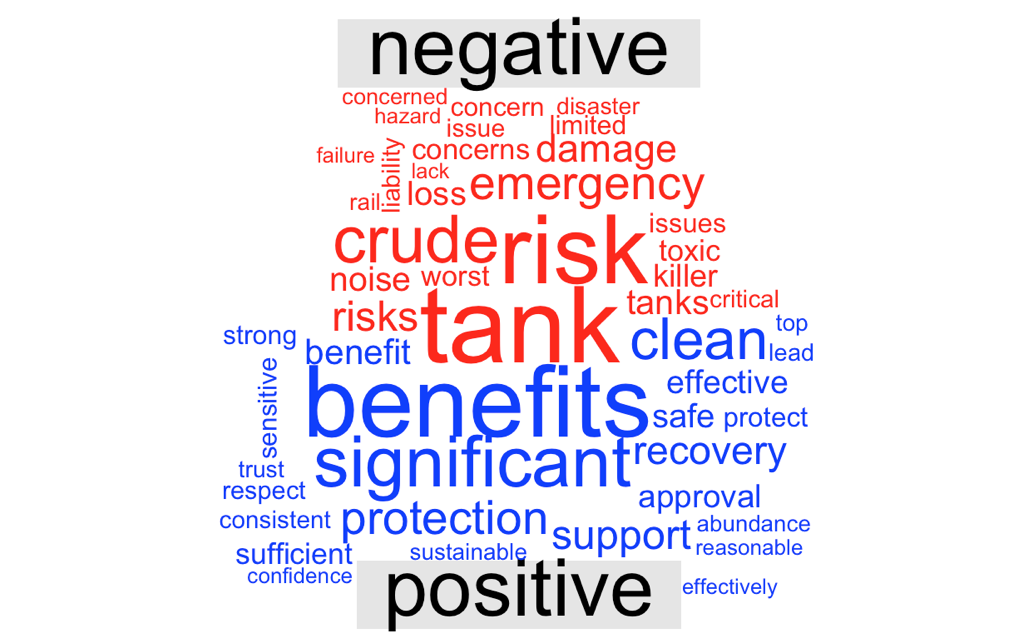 negative
concerned
concern
disaster
hazard
issue
limited
failure
liability
concerns
damage
lack
rail
loss
emergency
crude
risk
issues
toxic
noise
worst
killer
risks
tank
tanks
critical
strong
benefit
clean
top
lead
sensitive
benefits
effective
safe
protect
significant
recovery
trust
respect
approval
consistent
protection
support
abundance
reasonable
sufficient
sustainable
confidence
positive
effectively